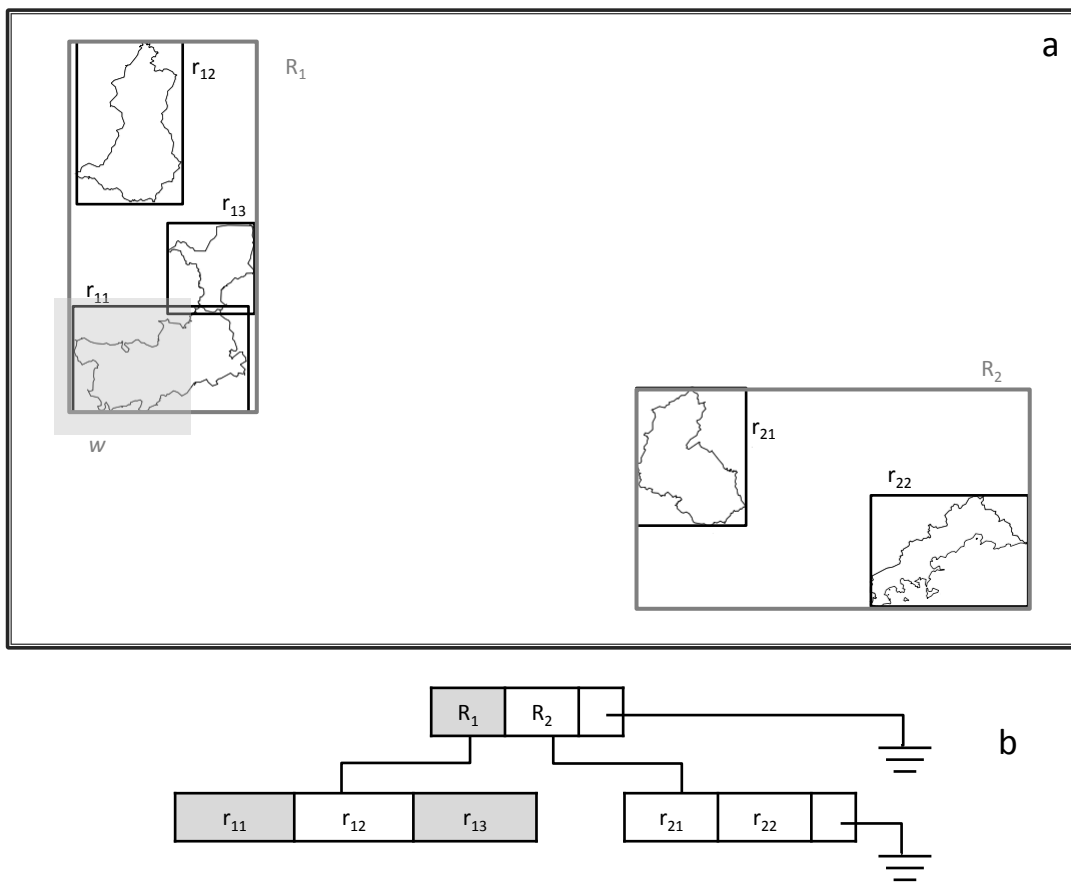 a
r₁₂
R₁
r₁₃
r₁₁
w
R₂
r₂₁
r₂₂
R₁ R₂
b
r₁₁ r₁₂ r₁₃ r₂₁ r₂₂